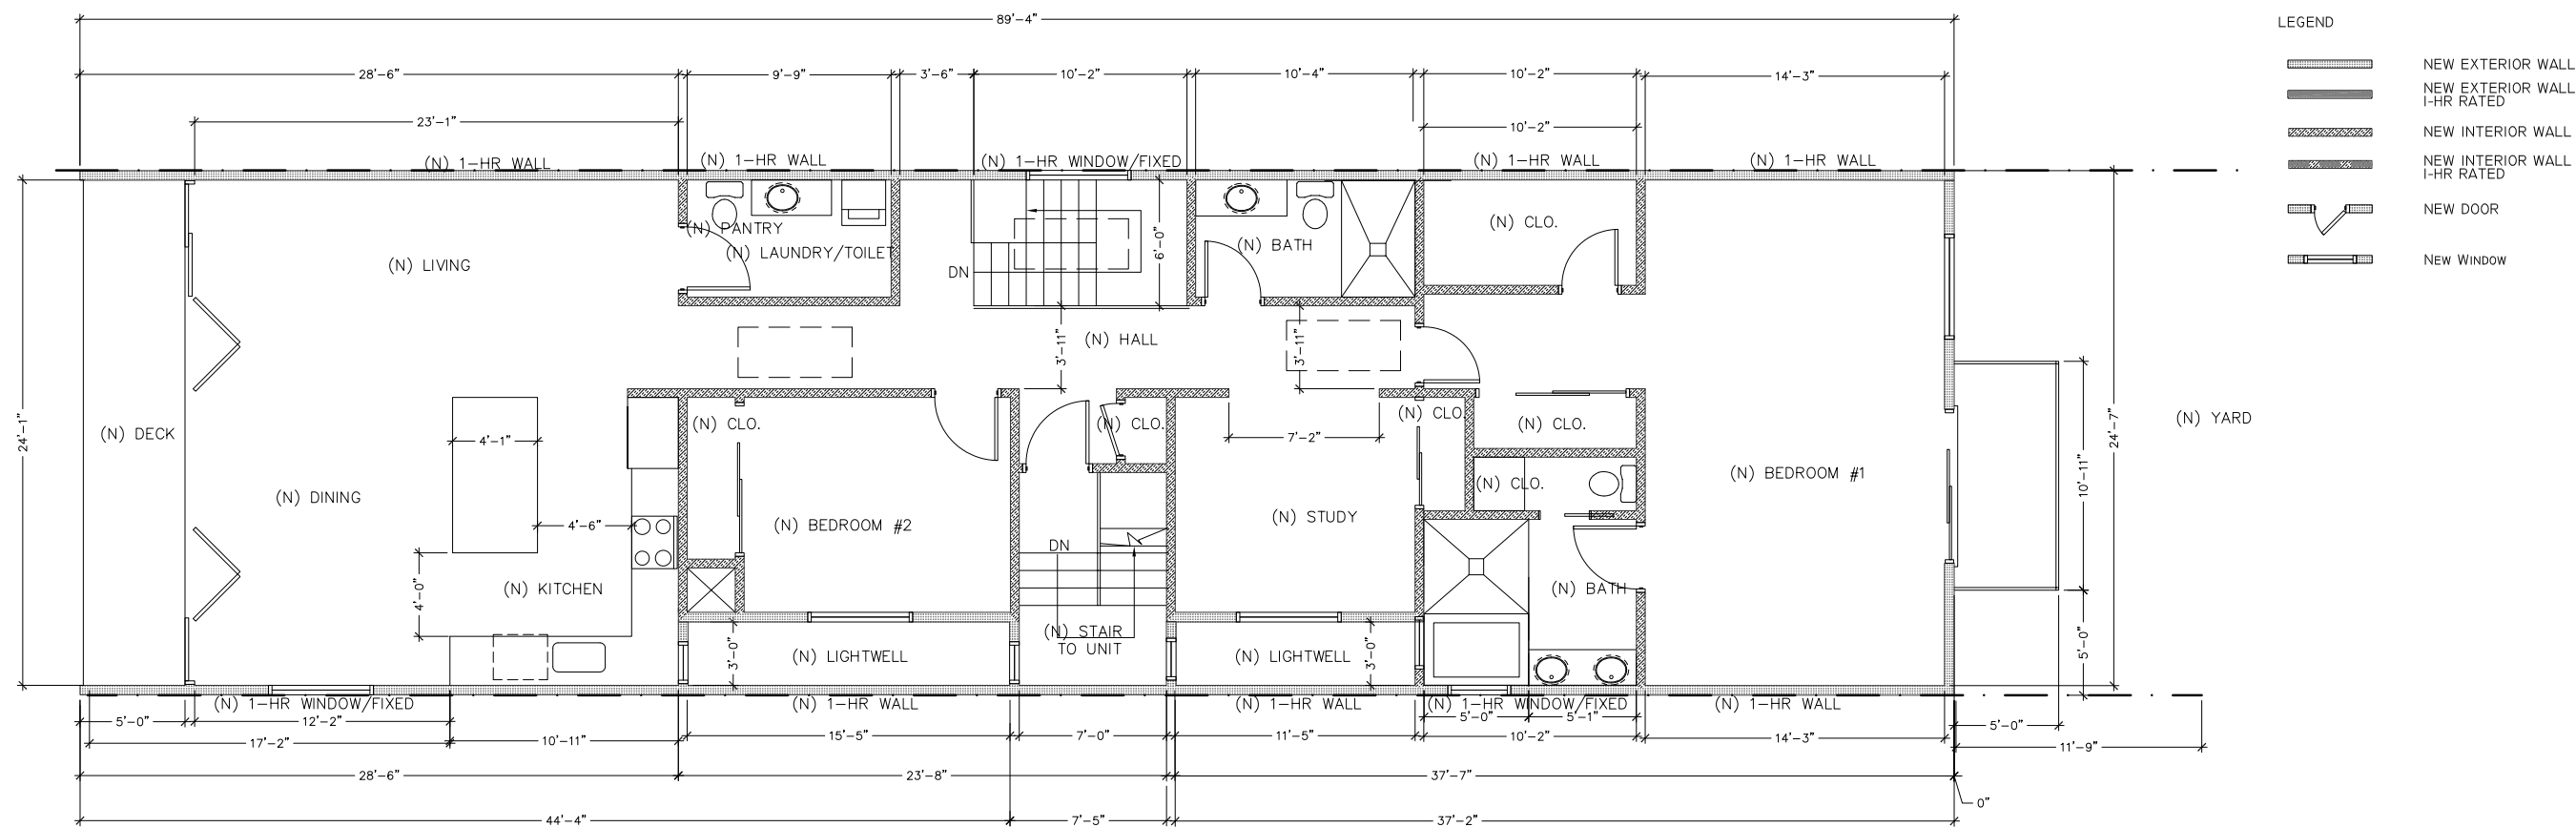 89'-4"
LEGEND
28'-6"
9'-9"
3'-6"
10'-2"
10'-4"
10'-2"
14'-3"
NEW EXTERIOR WALL
NEW EXTERIOR WALL
1-HR RATED
23'-1"
10'-2"
NEW INTERIOR WALL
(N) 1-HR WALL
(N) 1-HR WALL
(N) 1-HR WINDOW/FIXED
(N) 1-HR WALL
(N) 1-HR WALL
NEW INTERIOR WALL
1-HR RATED
NEW DOOR
(N) PANTRY
(N) CLO.
(N) LAUNDRY/TOILET
6'-0"
(N) BATH
(N) LIVING
DN
NEW WINDOW
3'-11"
(N) HALL
3'-11"
24'-1"
(N) DECK
4'-1"
(N) CLO.
(N) CLO.
7'-2"
(N) CLO.
(N) CLO.
24'-7"
(N) YARD
(N) DINING
4'-6"
(N) BEDROOM #2
(N) STUDY
(N) CLO.
(N) BEDROOM #1
10'-11"
DN
4'-0"
(N) KITCHEN
(N) BATH
3'-0"
(N) LIGHTWELL
(N) STAIR
TO UNIT
(N) LIGHTWELL
3'-0"
5'-0"
(N) 1-HR WINDOW/FIXED
(N) 1-HR WALL
(N) 1-HR WALL
(N) 1-HR WINDOW/FIXED
(N) 1-HR WALL
5'-0"
12'-2"
5'-0"
5'-1"
5'-0"
17'-2"
10'-11"
15'-5"
7'-0"
11'-5"
10'-2"
14'-3"
11'-9"
28'-6"
23'-8"
37'-7"
0"
44'-4"
7'-5"
37'-2"